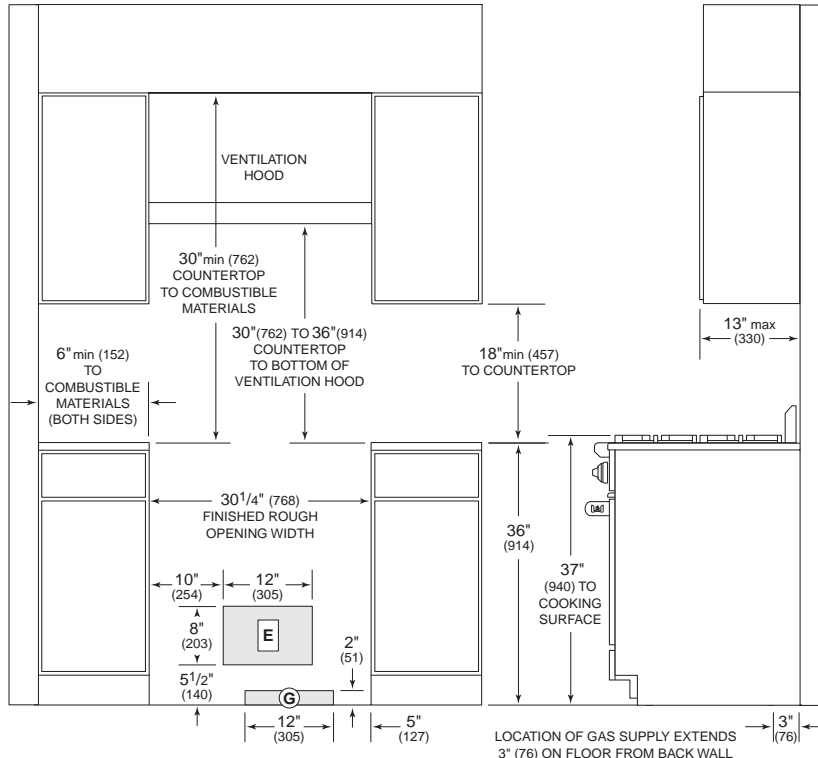 VENTILATION
HOOD
30"min (762)
COUNTERTOP
TO COMBUSTIBLE
MATERIALS
30"(762) TO 36"(914)
COUNTERTOP
TO BOTTOM OF
VENTILATION HOOD
6"min (152)
TO
COMBUSTIBLE
MATERIALS
(BOTH SIDES)
18"min (457)
TO COUNTERTOP
13" max
(330)
30 1/4" (768)
FINISHED ROUGH
OPENING WIDTH
36"
(914)
37"
(940) TO
COOKING
SURFACE
10"
(254)
12"
(305)
8"
(203)
E
5 1/2"
(140)
2"
(51)
G
12"
(305)
5"
(127)
LOCATION OF GAS SUPPLY EXTENDS
3" (76) ON FLOOR FROM BACK WALL
3"
(76)